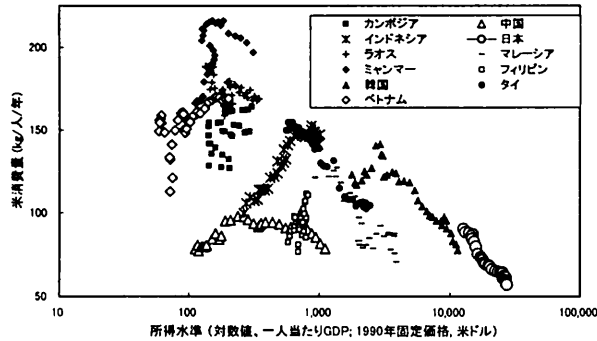 200
150
100
50
米消費量 (kg/人/年)
カンボジア
インドネシア
ラオス
ミャンマー
韓国
ベトナム
中国
日本
マレーシア
フィリピン
タイ
10
100
1,000
10,000
100,000
所得水準 (対数値、一人当たりGDP; 1990年固定価格, 米ドル)